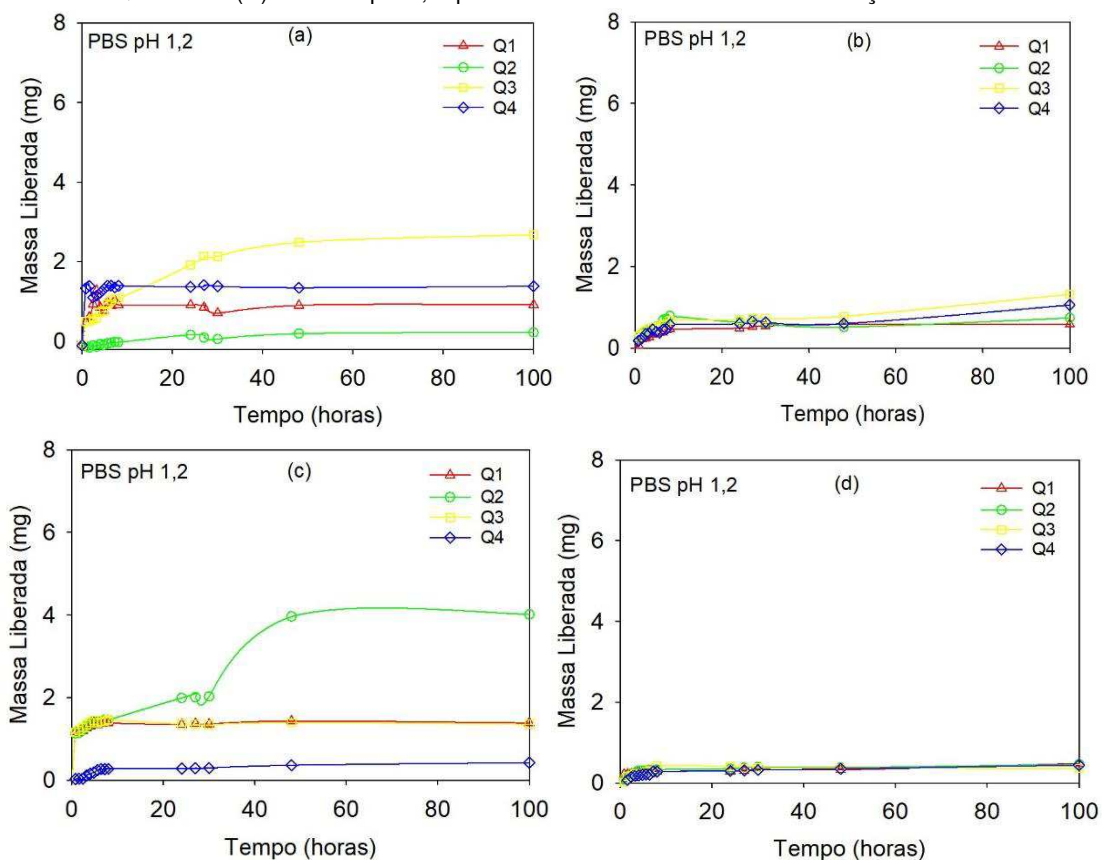 PBS pH 1,2
(a)
Q1
Q2
Q3
Q4
8
6
4
2
0
Massa Liberada (mg)
0 20 40 60 80 100
Tempo (horas)
PBS pH 1,2
(b)
Q1
Q2
Q3
Q4
8
6
4
2
0
Massa Liberada (mg)
0 20 40 60 80 100
Tempo (horas)
PBS pH 1,2
(c)
Q1
Q2
Q3
Q4
8
6
4
2
0
Massa Liberada (mg)
0 20 40 60 80 100
Tempo (horas)
PBS pH 1,2
(d)
Q1
Q2
Q3
Q4
8
6
4
2
0
Massa Liberada (mg)
0 20 40 60 80 100
Tempo (horas)